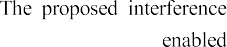 The proposed interference
enabled